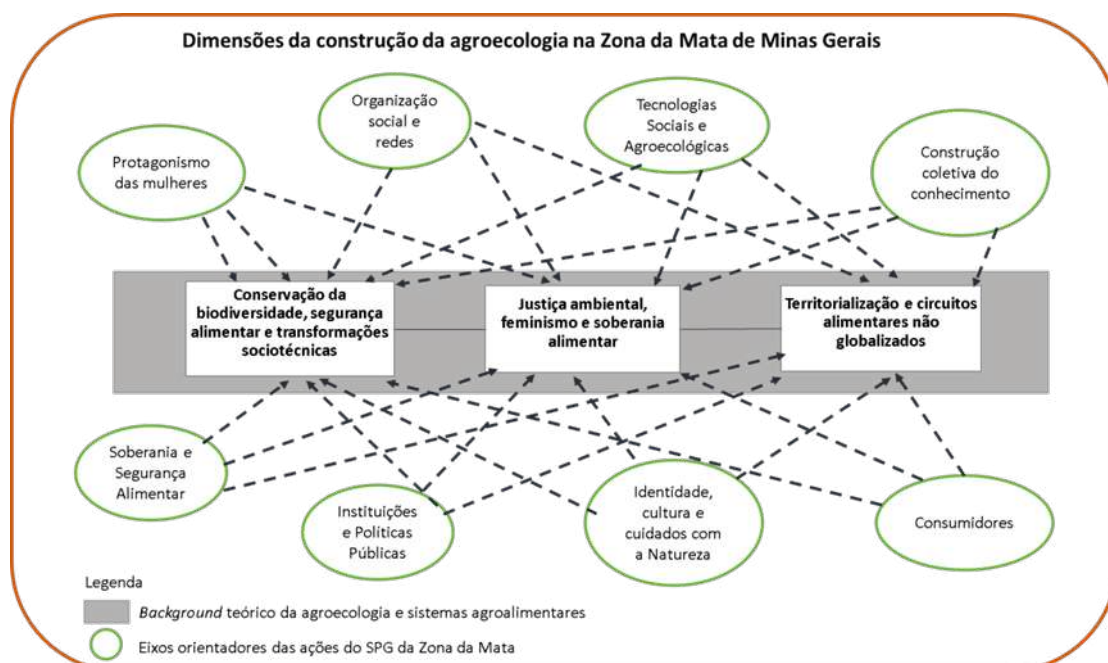 Dimensões da construção da agroecologia na Zona da Mata de Minas Gerais
Protagonismo
das mulheres
Organização
social e
redes
Tecnologias
Sociais e
Agroecológicas
Construção
coletiva do
conhecimento
Conservação da
biodiversidade, segurança
alimentar e transformações
sociotécnicas
Justiça ambiental,
feminismo e soberania
alimentar
Territorialização e circuitos
alimentares não
globalizados
Soberania e
Segurança
Alimentar
Instituições
e Políticas
Públicas
Identidade,
cultura e
cuidados com
a Natureza
Consumidores
Legenda
Background teórico da agroecologia e sistemas agroalimentares
Eixos orientadores das ações do SPG da Zona da Mata